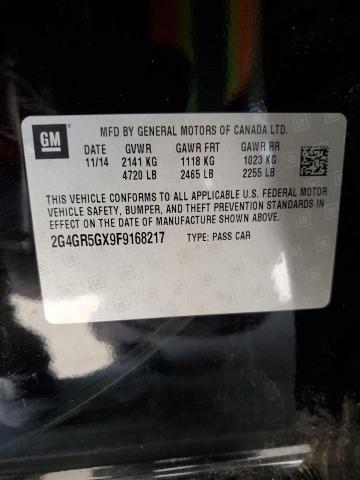 GM
MFD BY GENERAL MOTORS OF CANADA LTD.
DATE GVWR GAWR FRT GAWR RR
11/14 2141 KG 1118 KG 1023 KG
4720 LB 2465 LB 2255 LB
THIS VEHICLE CONFORMS TO ALL APPLICABLE U.S. FEDERAL MOTOR
VEHICLE SAFETY, BUMPER, AND THEFT PREVENTION STANDARDS IN
EFFECT ON THE DATE OF MANUFACTURE SHOWN ABOVE.
2G4GR5GX9F9168217 TYPE: PASS CAR